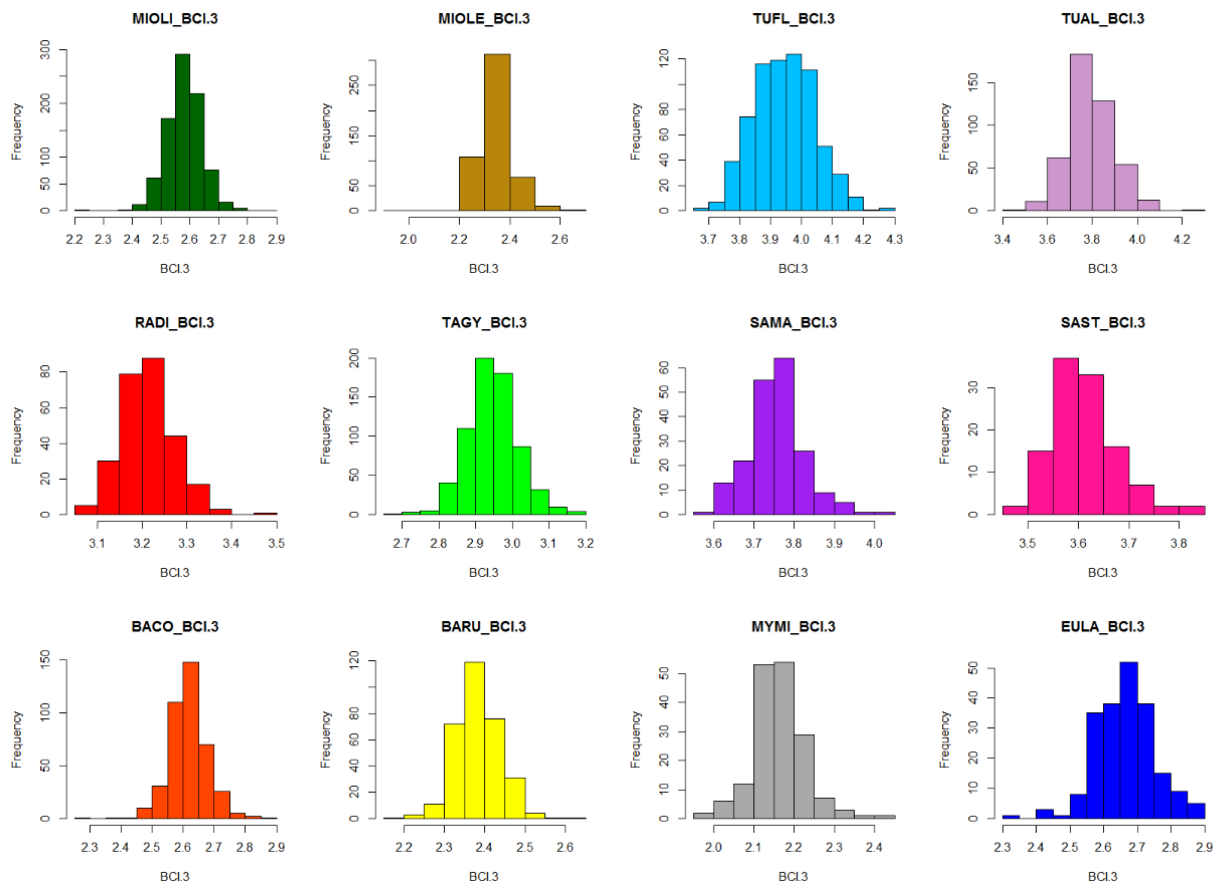 MIOLI_BCI.3 MIOLE_BCI.3 TUFL_BCI.3 TUAL_BCI.3
Frequency Frequency Frequency Frequency
0 50 150 200 300
0 50 150 250
0 20 40 60 80 120
0 50 100 150
2.2 2.3 2.4 2.5 2.6 2.7 2.8 2.9
2.0 2.2 2.4 2.6
3.7 3.8 3.9 4.0 4.1 4.2 4.3
3.4 3.6 3.8 4.0 4.2
BCI.3 BCI.3 BCI.3 BCI.3
RADI_BCI.3 TAGY_BCI.3 SAMA_BCI.3 SAST_BCI.3
Frequency Frequency Frequency Frequency
0 20 40 60 80
0 50 100 150 200
0 10 20 30 40 50 60
0 10 20 30
3.1 3.2 3.3 3.4 3.5
2.7 2.8 2.9 3.0 3.1 3.2
3.6 3.7 3.8 3.9 4.0
3.5 3.6 3.7 3.8
BCI.3 BCI.3 BCI.3 BCI.3
BACO_BCI.3 BARU_BCI.3 MYMI_BCI.3 EULA_BCI.3
Frequency Frequency Frequency Frequency
0 50 100 150
0 20 40 60 80 120
0 10 20 30 40 50
0 10 20 30 40 50
2.3 2.4 2.5 2.6 2.7 2.8 2.9
2.2 2.3 2.4 2.5 2.6
2.0 2.1 2.2 2.3 2.4
2.3 2.4 2.5 2.6 2.7 2.8 2.9
BCI.3 BCI.3 BCI.3 BCI.3